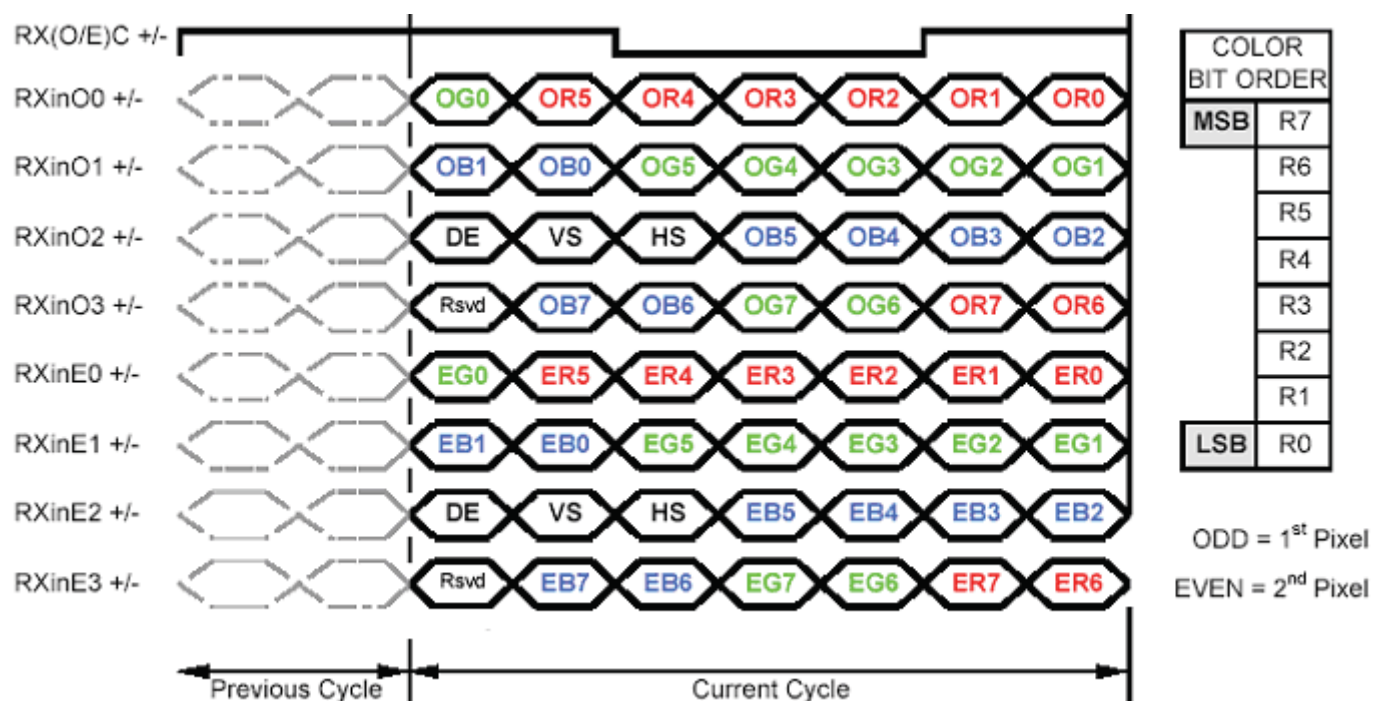 RX(O/E)C +/-
RXinO0 +/- OG0 OR5 OR4 OR3 OR2 OR1 OR0
RXinO1 +/- OB1 OB0 OG5 OG4 OG3 OG2 OG1
RXinO2 +/- DE VS HS OB5 OB4 OB3 OB2
RXinO3 +/- Rsvd OB7 OB6 OG7 OG6 OR7 OR6
RXinE0 +/- EG0 ER5 ER4 ER3 ER2 ER1 ER0
RXinE1 +/- EB1 EB0 EG5 EG4 EG3 EG2 EG1
RXinE2 +/- DE VS HS EB5 EB4 EB3 EB2
RXinE3 +/- Rsvd EB7 EB6 EG7 EG6 ER7 ER6
Previous Cycle
Current Cycle
COLOR
BIT ORDER
MSB R7
R6
R5
R4
R3
R2
R1
LSB R0
ODD = 1st Pixel
EVEN = 2nd Pixel